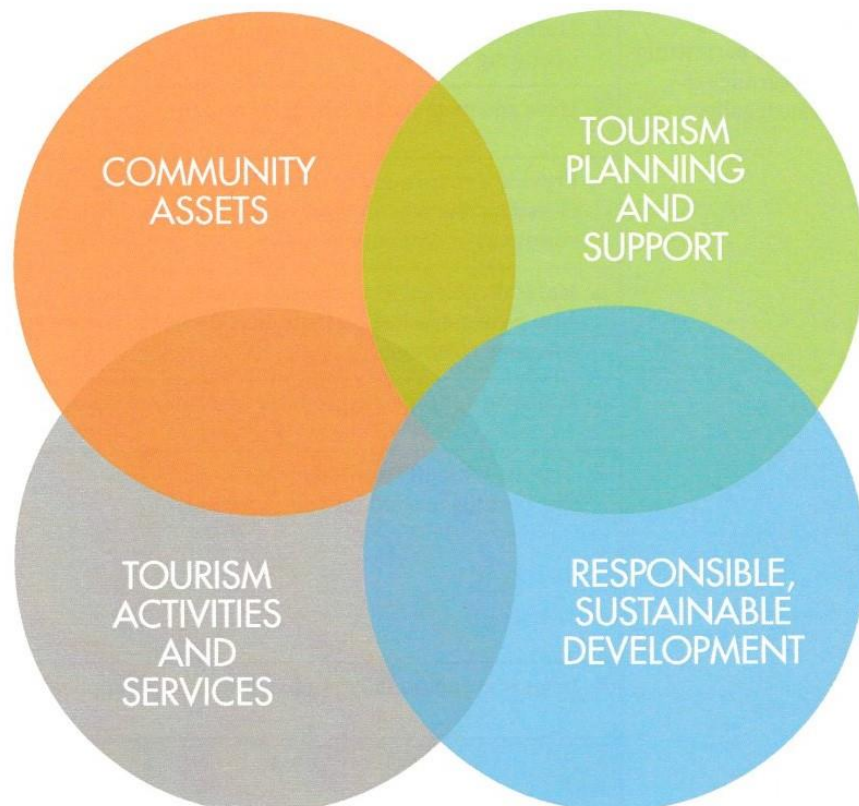 COMMUNITY
ASSETS
TOURISM
PLANNING
AND
SUPPORT
TOURISM
ACTIVITIES
AND
SERVICES
RESPONSIBLE,
SUSTAINABLE
DEVELOPMENT